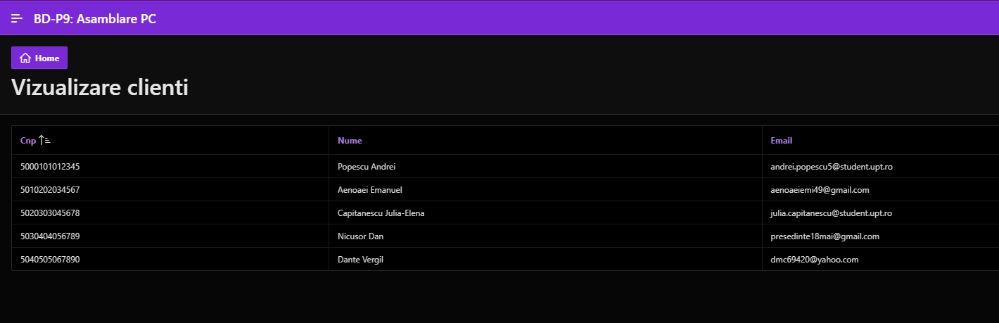 BD-P9: Asamblare PC
Home
Vizualizare clienti
Cnp Nume Email
5000101012345 Popescu Andrei andrei.popescu5@student.upt.ro
5010202034567 Aenoaei Emanuel aenoaeiemi49@gmail.com
5020303045678 Capitanescu Julia-Elena julia.capitanescu@student.upt.ro
5030404056789 Nicusor Dan presedinte18mai@gmail.com
5040505067890 Dante Vergil dmc69420@yahoo.com